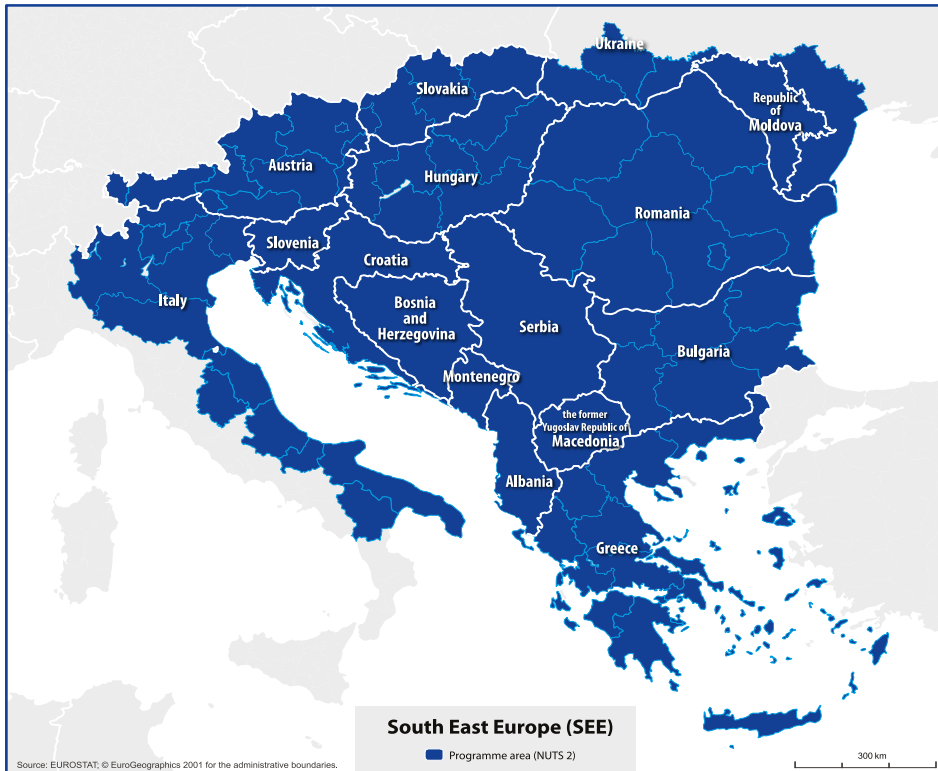 Ukraine
Slovakia
Republic
of
Moldova
Austria
Hungary
Romania
Slovenia
Croatia
Italy
Bosnia
and
Herzegovina
Serbia
Bulgaria
Montenegro
the former
Yugoslav Republic of
Macedonia
Albania
Greece
South East Europe (SEE)
Programme area (NUTS 2)
Source: EUROSTAT; © EuroGeographics 2001 for the administrative boundaries.
300 km